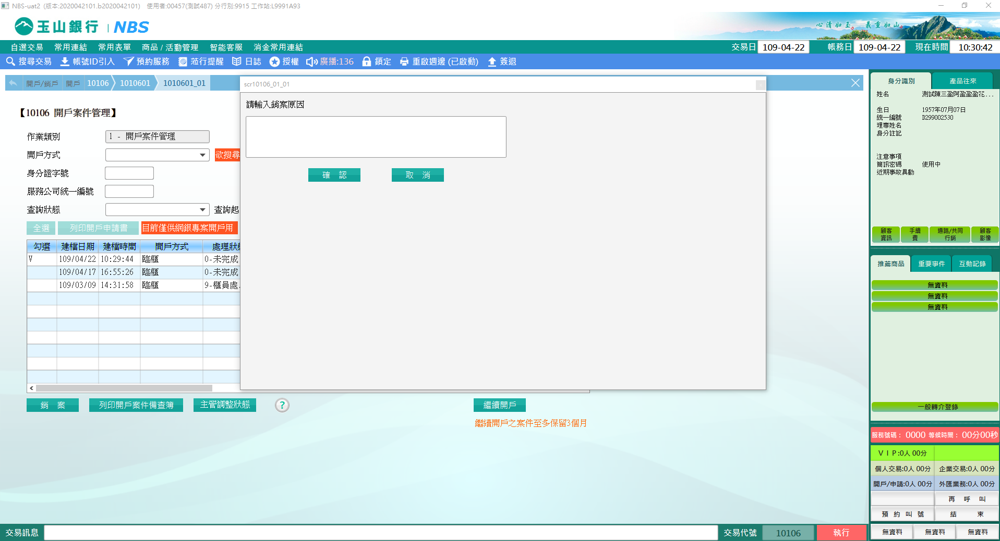 NBS-uat2 (版本:2020042101.b2020042101) 使用者:00457(測試487) 分行別:9915 工作站:L9991A93
玉山銀行 | NBS
心清如玉 義重如山
自選交易 常用連結 常用表單 商品 / 活動管理 智能客服 消金常用連結
交易日 109-04-22 帳務日 109-04-22 現在時間 10:30:42
搜尋交易 帳號ID引入 預約服務 蒞行提醒 日誌 授權 廣播:136 鎖定 重啟週邊 (已啟動) 簽退
開戶/銷戶 開戶 10106 1010601 1010601_01
【10106 開戶案件管理】
作業類別 1 - 開戶案件管理
開戶方式 欲搜尋
身分證字號
服務公司統一編號
查詢狀態 查詢起
全選 列印開戶申請書 目前僅供網銀專案開戶用
勾選 建檔日期 建檔時間 開戶方式 處理狀態
V 109/04/22 10:29:44 臨櫃 0-未完成
109/04/17 16:55:26 臨櫃 0-未完成
109/03/09 14:31:58 臨櫃 9-櫃員處
銷 案 列印開戶案件備查簿 主管調整狀態 ? 繼續開戶
繼續開戶之案件至多保留3個月
scr10106_01_01
請輸入銷案原因
確 認 取 消
身分識別 產品往來
姓名 測試陳三盈阿盈盈盈花...
生日 1957年07月07日
統一編號 D299002530
理專姓名
身分註記
注意事項
簡訊密碼 使用中
近期事故異動
顧客資訊 手續費 通路/共同行銷 顧客影像
推薦商品 重要事件 互動記錄
無資料
無資料
無資料
一般轉介登錄
服務號碼： 0000 等候時間： 00分00秒
ＶＩＰ:0人 00分
個人交易:0人 00分 企業交易:0人 00分
開戶/申請:0人 00分 外匯業務:0人 00分
再 呼 叫
預 約 叫 號 結 束
無資料 無資料 無資料
交易訊息 交易代號 10106 執行